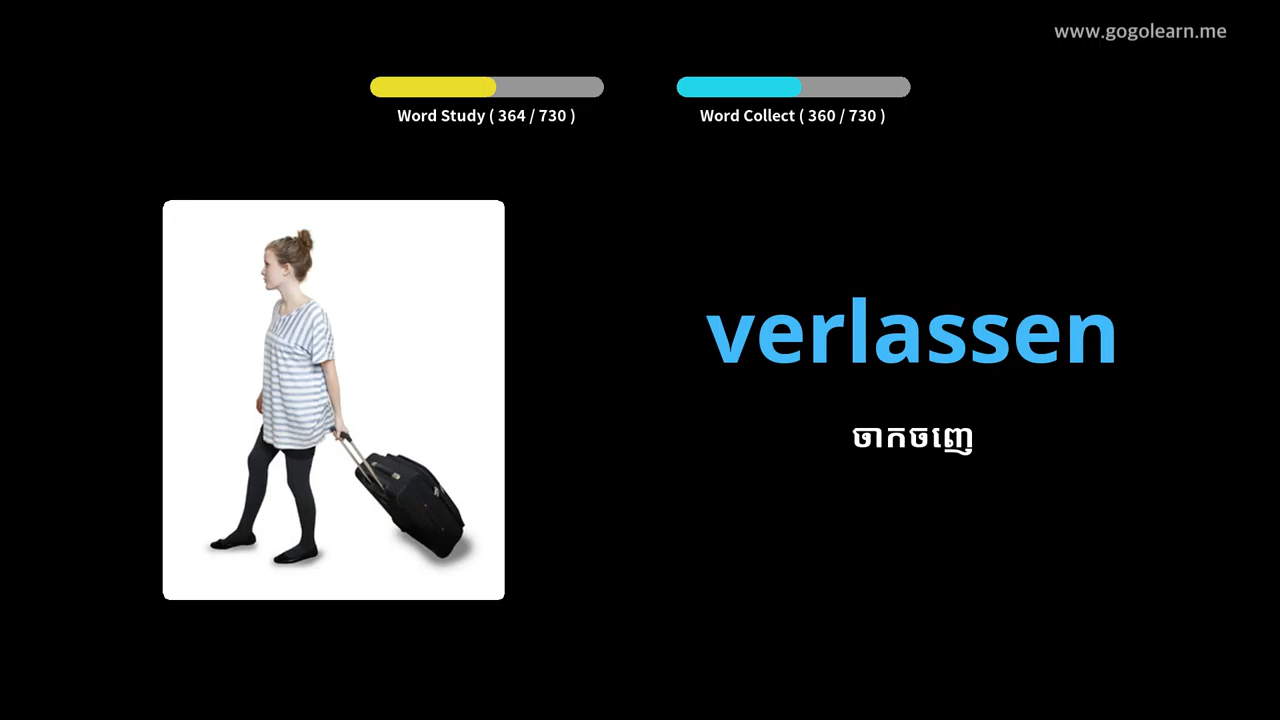 www.gogolearn.me
Word Study ( 364 / 730 )
Word Collect ( 360 / 730 )
verlassen
ចាកចេញ